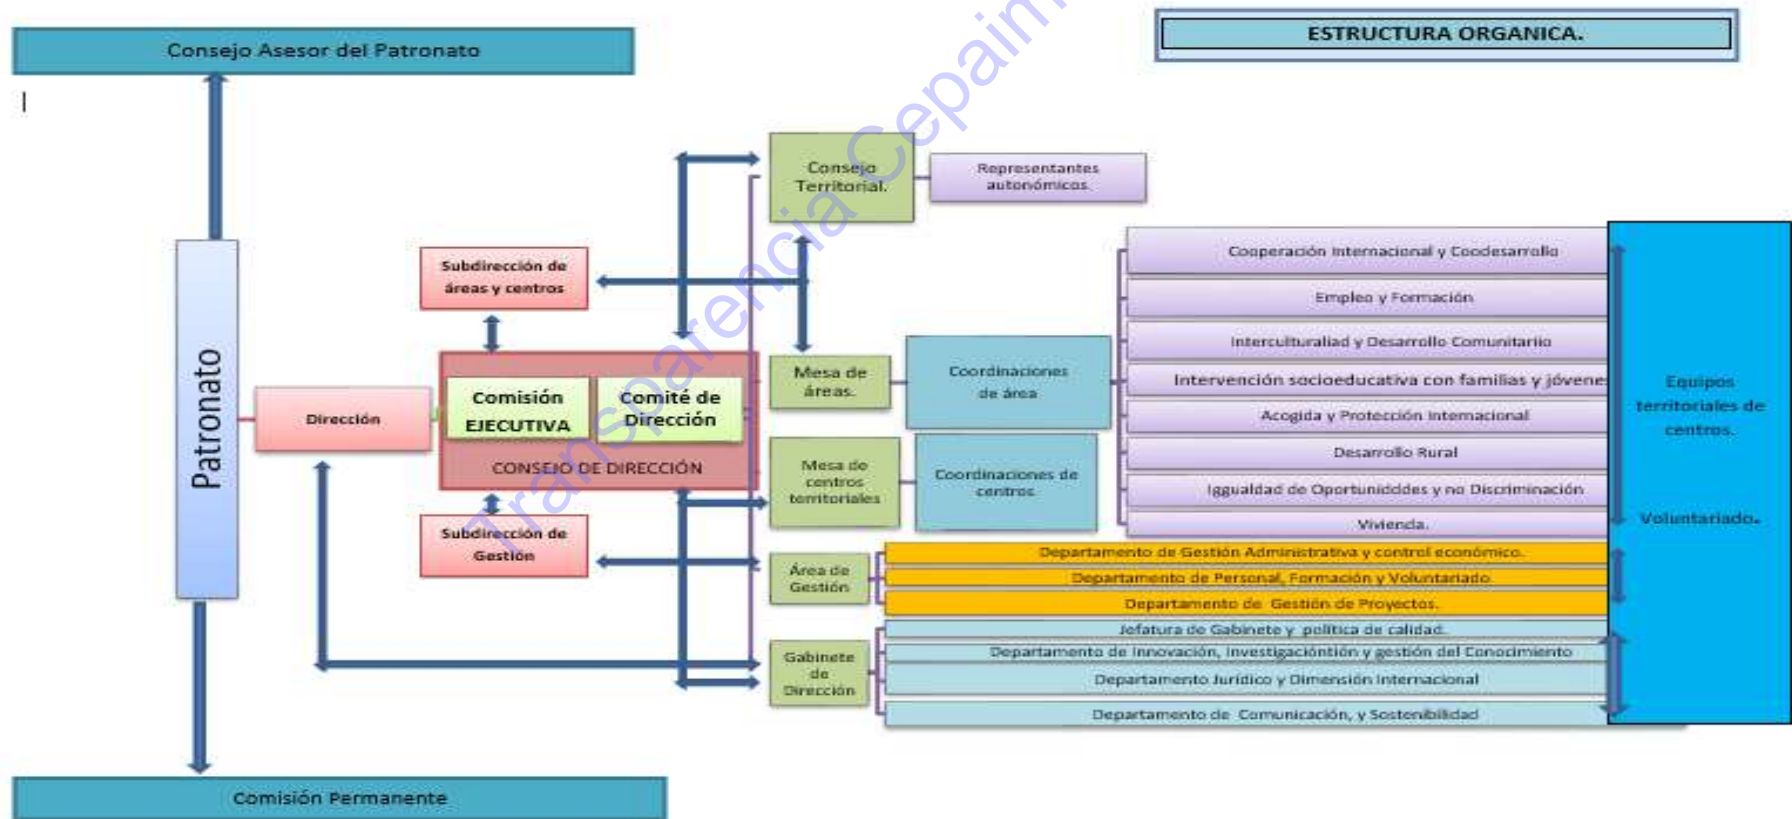 ESTRUCTURA ORGANICA.
Consejo Asesor del Patronato
Transparencia Cepaim
Patronato
Dirección
Subdirección de
áreas y centros
Comisión
EJECUTIVA
Comité de
Dirección
CONSEJO DE DIRECCIÓN
Subdirección de
Gestión
Consejo
Territorial.
Representantes
autonómicos.
Mesa de
áreas.
Coordinaciones
de área
Mesa de
centros
territoriales
Coordinaciones de
centros
Cooperación Internacional y Coodesarrollo
Empleo y Formación
Interculturaliad y Desarrollo Comunitariio
Intervención socioeducativa con familias y jóvenes
Acogida y Protección Internacional
Desarrollo Rural
Iggualdad de Oportunidddes y no Discriminación
Vivienda.
Área de
Gestión
Departamento de Gestión Administrativa y control económico.
Departamento de Personal, Formación y Voluntariado
Departamento de Gestión de Proyectos.
Gabinete
de
Dirección
Jefatura de Gabinete y política de calidad.
Departamento de Innovación, Investigacióntión y gestión del Conocimiento
Departamento Jurídico y Dimensión Internacional
Departamento de Comunicación, y Sostenibilidad
Equipos
territoriales de
centros.
Voluntariado.
Comisión Permanente